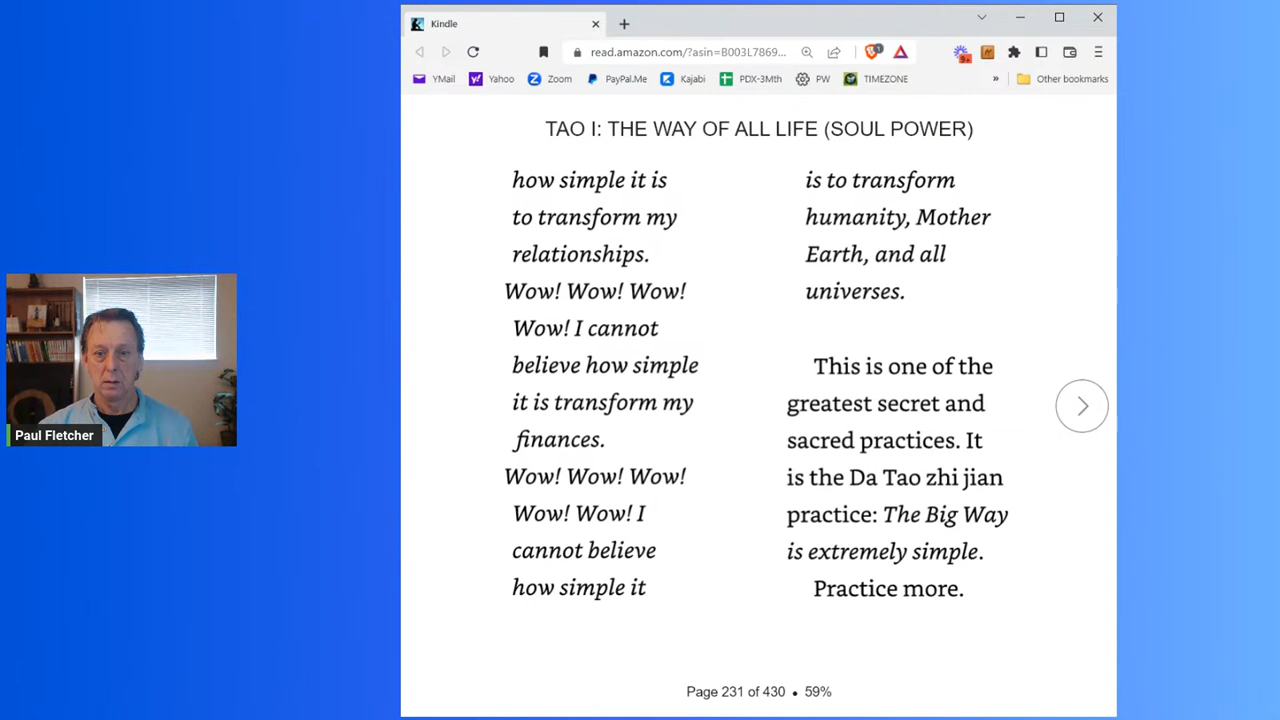 Kindle
read.amazon.com/?asin=B003L7869...
9+
1
YMail
Yahoo
Zoom
PayPal.Me
Kajabi
PDX-3Mth
PW
TIMEZONE
»
Other bookmarks
TAO I: THE WAY OF ALL LIFE (SOUL POWER)
how simple it is
to transform my
relationships.
Wow! Wow! Wow!
Wow! I cannot
believe how simple
it is transform my
finances.
Wow! Wow! Wow!
Wow! Wow! I
cannot believe
how simple it
is to transform
humanity, Mother
Earth, and all
universes.
This is one of the
greatest secret and
sacred practices. It
is the Da Tao zhi jian
practice: The Big Way
is extremely simple.
Practice more.
Page 231 of 430 • 59%
Paul Fletcher